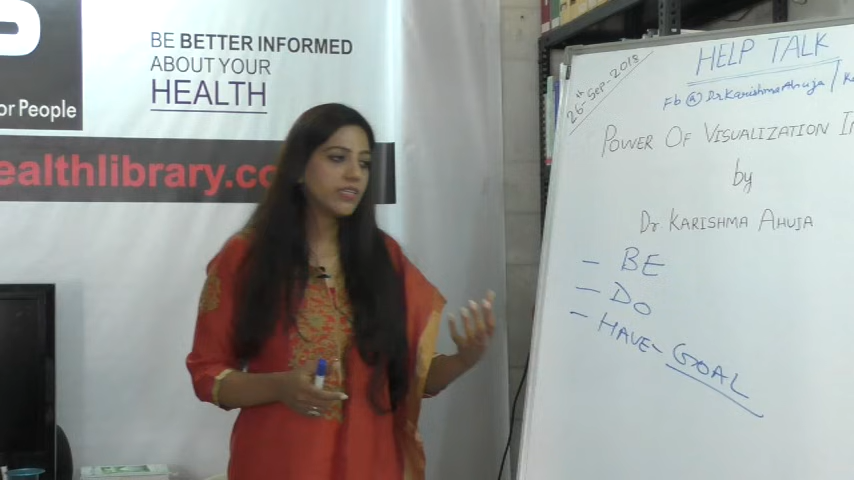 S
or People
BE BETTER INFORMED
ABOUT YOUR
HEALTH
ealthlibrary.co
26th-Sep-2018
HELP TALK
Fb @ DrKarishmaAhuja /
POWER OF VISUALIZATION IN
by
Dr KARISHMA AHUJA
- BE
- DO
- HAVE - GOAL